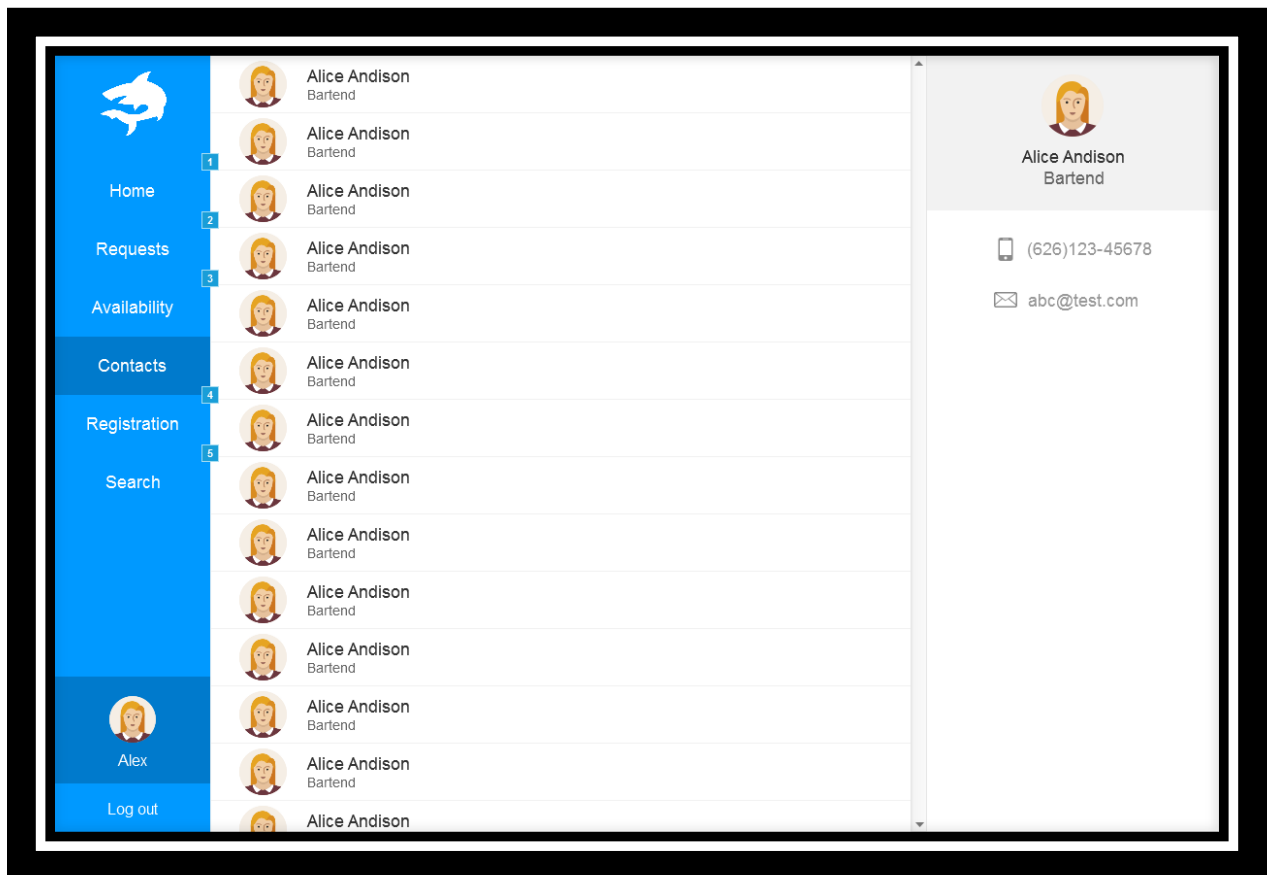 1
Home
2
Requests
3
Availability
Contacts
4
Registration
5
Search
Alex
Log out
Alice Andison
Bartend
Alice Andison
Bartend
Alice Andison
Bartend
Alice Andison
Bartend
Alice Andison
Bartend
Alice Andison
Bartend
Alice Andison
Bartend
Alice Andison
Bartend
Alice Andison
Bartend
Alice Andison
Bartend
Alice Andison
Bartend
Alice Andison
Bartend
Alice Andison
Bartend
Alice Andison
Alice Andison
Bartend
(626)123-45678
abc@test.com